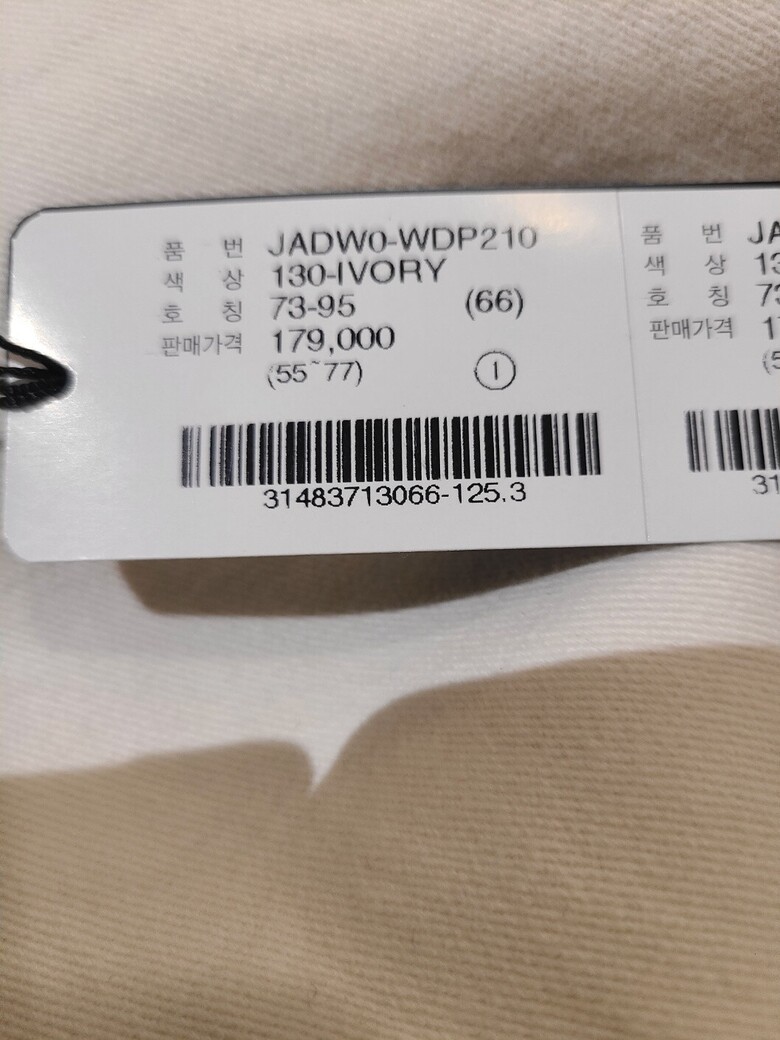 품 번 JADW0-WDP210
색 상 130-IVORY
호 칭 73-95 (66)
판매가격 179,000
(55~77) I
31483713066-125.3
품 번 JA
색 상 13
호 칭 73
판매가격 17
(5
31